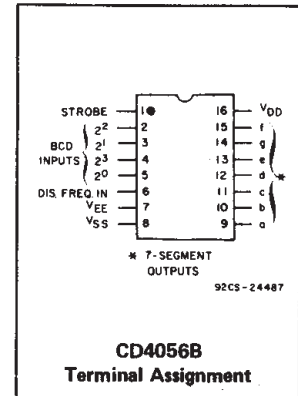 STROBE 1 16 VDD
2² 2 15 f
2¹ 3 14 g
BCD INPUTS
2³ 4 13 e
2⁰ 5 12 d *
DIS. FREQ. IN 6 11 c
VEE 7 10 b
VSS 8 9 a
* 7-SEGMENT
OUTPUTS
92CS-24487
CD4056B
Terminal Assignment